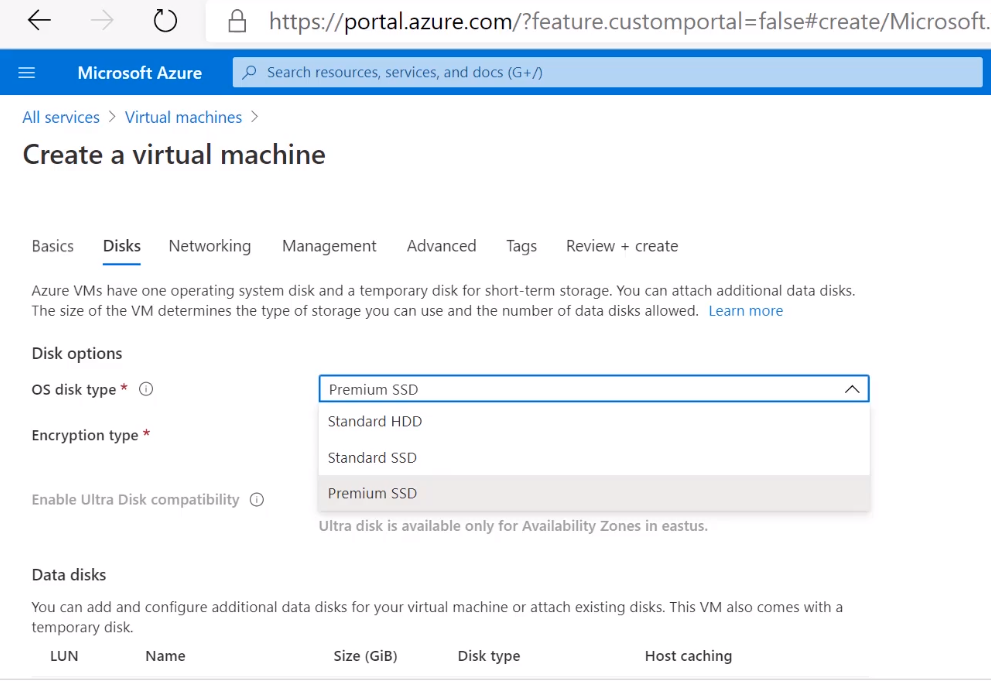 https://portal.azure.com/?feature.customportal=false#create/Microsoft.
Microsoft Azure
Search resources, services, and docs (G+/)
All services > Virtual machines >
Create a virtual machine
Basics Disks Networking Management Advanced Tags Review + create
Azure VMs have one operating system disk and a temporary disk for short-term storage. You can attach additional data disks.
The size of the VM determines the type of storage you can use and the number of data disks allowed. Learn more
Disk options
OS disk type *
Premium SSD
Standard HDD
Encryption type *
Standard SSD
Premium SSD
Enable Ultra Disk compatibility
Ultra disk is available only for Availability Zones in eastus.
Data disks
You can add and configure additional data disks for your virtual machine or attach existing disks. This VM also comes with a
temporary disk.
LUN Name Size (GiB) Disk type Host caching